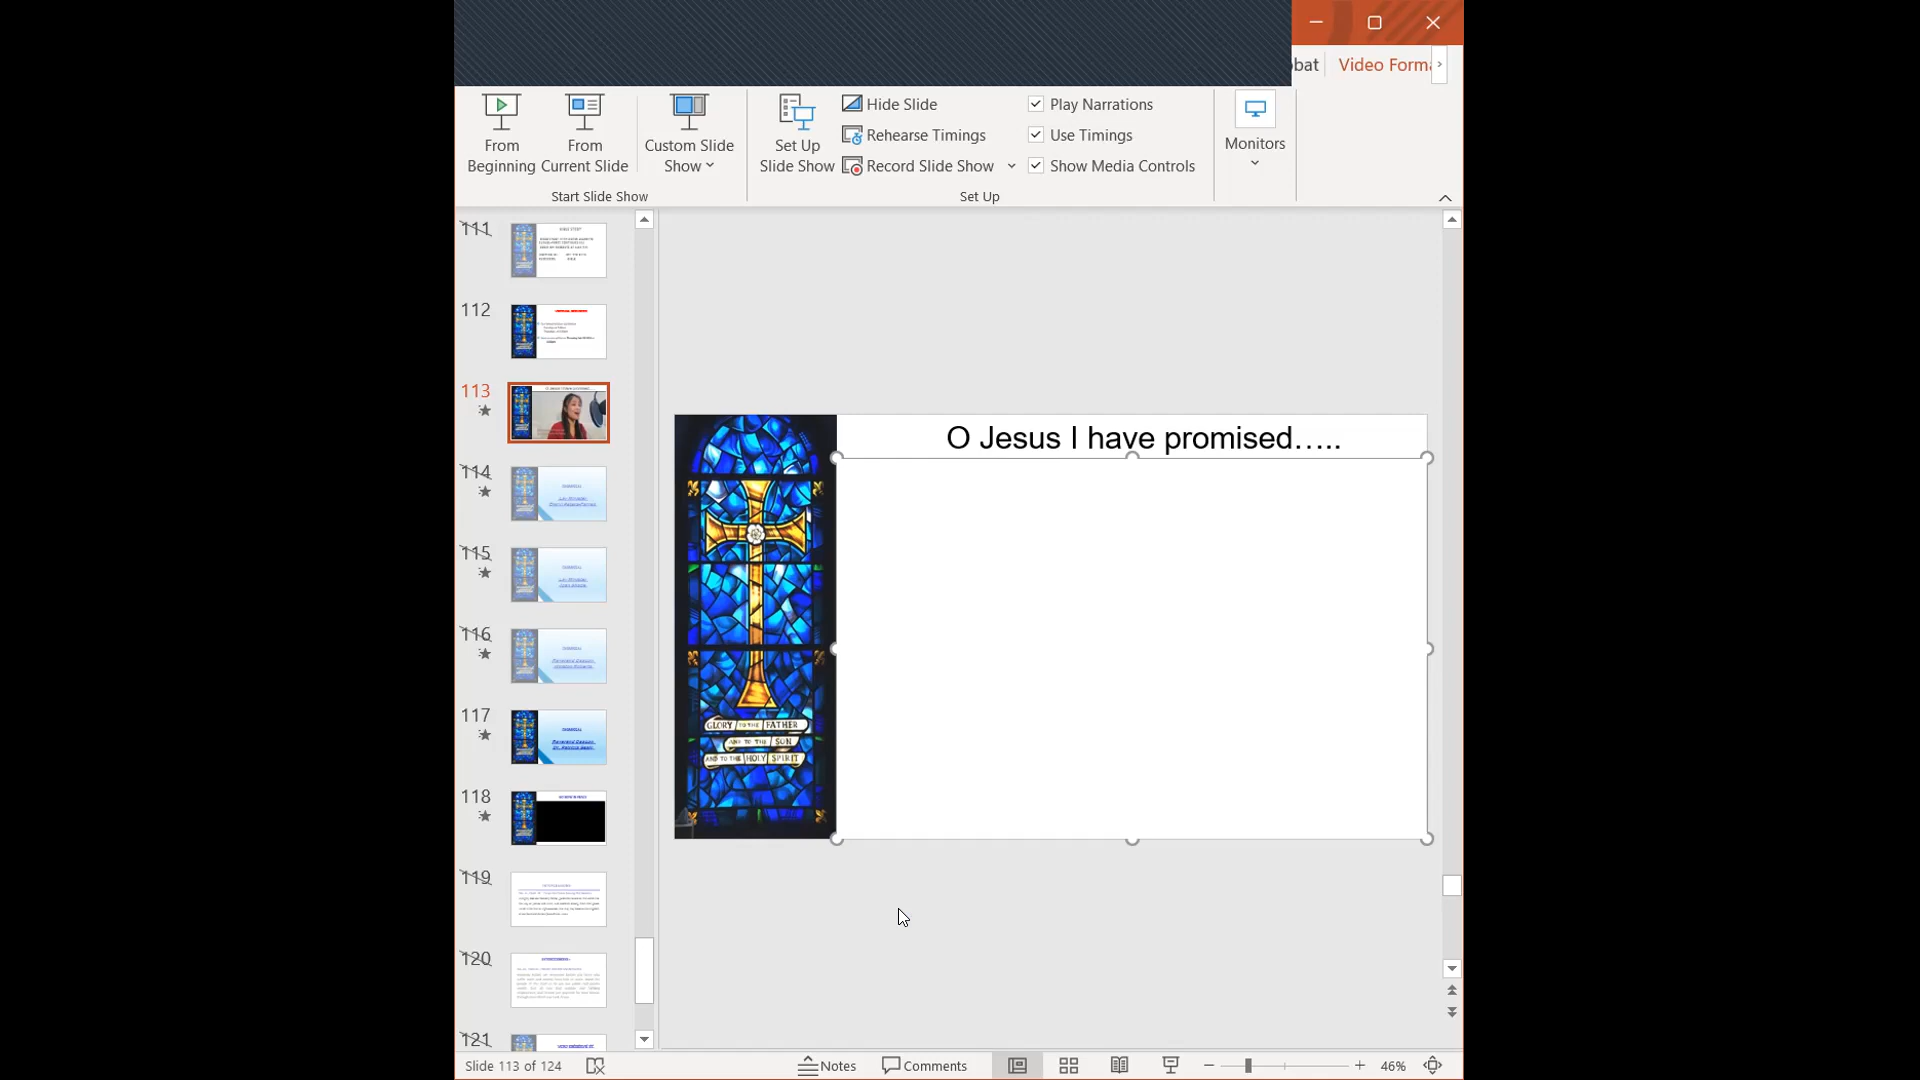 bat
Video Forma
From
Beginning
From
Current Slide
Custom Slide
Show
Set Up
Slide Show
Hide Slide
Rehearse Timings
Record Slide Show
Play Narrations
Use Timings
Show Media Controls
Monitors
Start Slide Show
Set Up
111
112
113
114
115
116
117
118
119
120
121
O Jesus I have promised…..
GLORY TO THE FATHER
AND TO THE SON
AND TO THE HOLY SPIRIT
Slide 113 of 124
Notes
Comments
46%